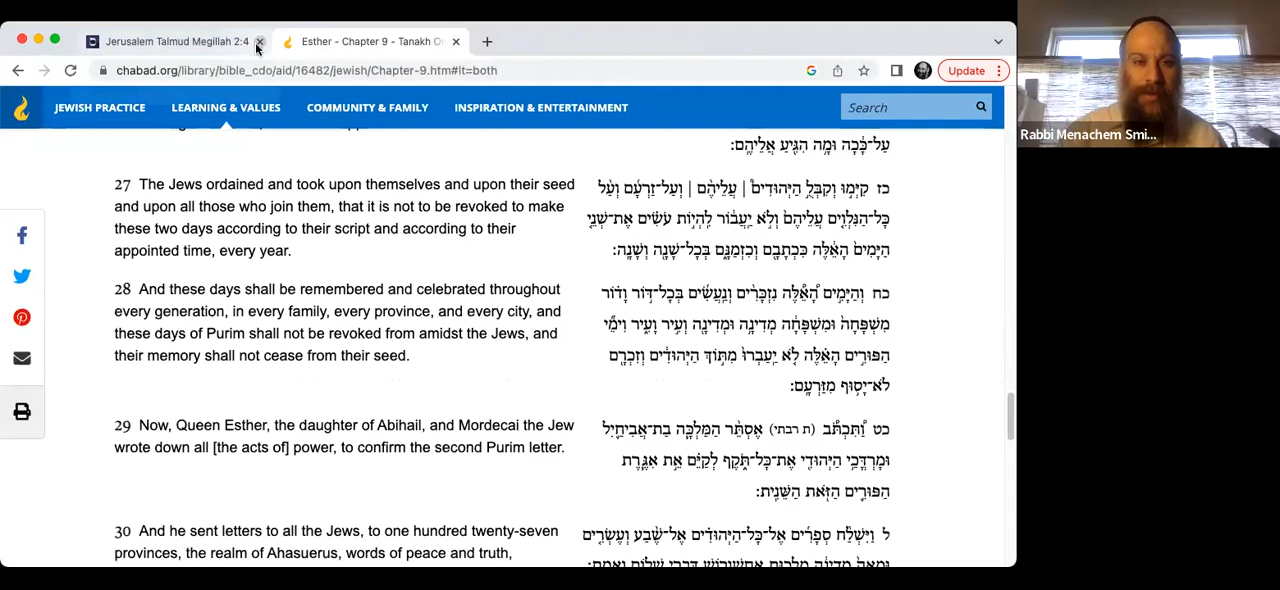 Jerusalem Talmud Megillah 2:4
Esther - Chapter 9 - Tanakh O
chabad.org/library/bible_cdo/aid/16482/jewish/Chapter-9.htm#lt=both
Update
JEWISH PRACTICE
LEARNING & VALUES
COMMUNITY & FAMILY
INSPIRATION & ENTERTAINMENT
Search
Rabbi Menachem Smi...
עַל־כָּ֔כָה וּמָ֥ה הִגִּ֖יעַ אֲלֵיהֶֽם:
27 The Jews ordained and took upon themselves and upon their seed
and upon all those who join them, that it is not to be revoked to make
these two days according to their script and according to their
appointed time, every year.
כז קִיְּמ֣וּ וְקִבְּלֻ֣ הַיְּהוּדִים֩ | עֲלֵיהֶ֨ם | וְעַל־זַרְעָ֜ם וְעַ֨ל
כָּל־הַנִּלְוִ֤ים עֲלֵיהֶם֙ וְלֹ֣א יַֽעֲב֔וֹר לִֽהְי֣וֹת עֹשִׂ֗ים אֶת־שְׁנֵ֤י
הַיָּמִים֙ הָאֵ֔לֶּה כִּכְתָבָ֖ם וְכִזְמַנָּ֑ם בְּכָל־שָׁנָ֖ה וְשָׁנָֽה:
28 And these days shall be remembered and celebrated throughout
every generation, in every family, every province, and every city, and
these days of Purim shall not be revoked from amidst the Jews, and
their memory shall not cease from their seed.
כח וְהַיָּמִ֣ים הָ֠אֵ֠לֶּה נִזְכָּרִ֨ים וְנַֽעֲשִׂ֜ים בְּכָל־דּ֣וֹר וָד֗וֹר
מִשְׁפָּחָה֙ וּמִשְׁפָּחָ֔ה מְדִינָ֥ה וּמְדִינָ֖ה וְעִ֣יר וָעִ֑יר וִימֵ֞י
הַפּוּרִ֣ים הָאֵ֗לֶּה לֹ֤א יַֽעַבְרוּ֙ מִתּ֣וֹךְ הַיְּהוּדִ֔ים וְזִכְרָ֖ם
לֹֽא־יָס֥וּף מִזַּרְעָֽם:
29 Now, Queen Esther, the daughter of Abihail, and Mordecai the Jew
wrote down all [the acts of] power, to confirm the second Purim letter.
כט וַ֠תִּכְתֹּ֠ב (ת רבתי) אֶסְתֵּ֨ר הַמַּלְכָּ֧ה בַת־אֲבִיחַ֛יִל
וּמָרְדֳּכַ֥י הַיְּהוּדִ֖י אֶת־כָּל־תֹּ֑קֶף לְקַיֵּ֗ם אֵ֣ת אִגֶּ֧רֶת
הַפּוּרִ֛ים הַזֹּ֖את הַשֵּׁנִֽית:
30 And he sent letters to all the Jews, to one hundred twenty-seven
provinces, the realm of Ahasuerus, words of peace and truth,
ל וַיִּשְׁלַ֨ח סְפָרִ֜ים אֶל־כָּל־הַיְּהוּדִ֗ים אֶל־שֶׁ֨בַע וְעֶשְׂרִ֤ים